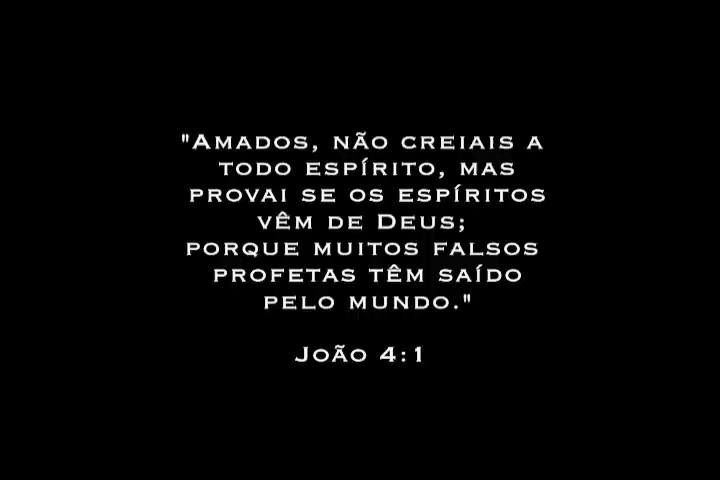 "Amados, não creiais a
todo espírito, mas
provai se os espíritos
vêm de Deus;
porque muitos falsos
profetas têm saído
pelo mundo."
João 4:1